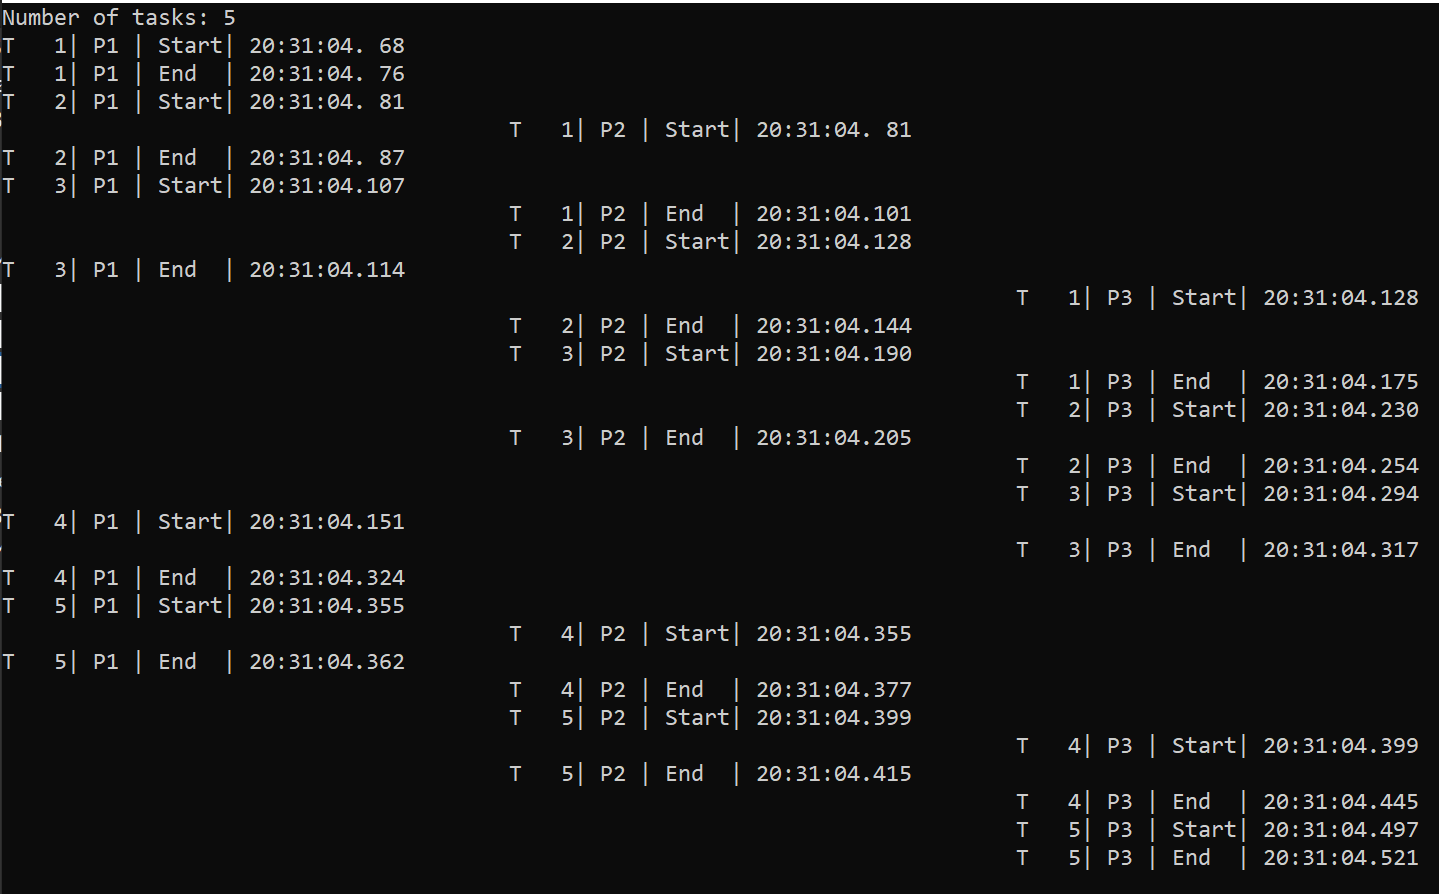 Number of tasks: 5
T   1| P1 | Start| 20:31:04. 68
T   1| P1 | End  | 20:31:04. 76
T   2| P1 | Start| 20:31:04. 81
T   1| P2 | Start| 20:31:04. 81
T   2| P1 | End  | 20:31:04. 87
T   3| P1 | Start| 20:31:04.107
T   1| P2 | End  | 20:31:04.101
T   2| P2 | Start| 20:31:04.128
T   3| P1 | End  | 20:31:04.114
T   1| P3 | Start| 20:31:04.128
T   2| P2 | End  | 20:31:04.144
T   3| P2 | Start| 20:31:04.190
T   1| P3 | End  | 20:31:04.175
T   2| P3 | Start| 20:31:04.230
T   3| P2 | End  | 20:31:04.205
T   2| P3 | End  | 20:31:04.254
T   3| P3 | Start| 20:31:04.294
T   4| P1 | Start| 20:31:04.151
T   3| P3 | End  | 20:31:04.317
T   4| P1 | End  | 20:31:04.324
T   5| P1 | Start| 20:31:04.355
T   4| P2 | Start| 20:31:04.355
T   5| P1 | End  | 20:31:04.362
T   4| P2 | End  | 20:31:04.377
T   5| P2 | Start| 20:31:04.399
T   4| P3 | Start| 20:31:04.399
T   5| P2 | End  | 20:31:04.415
T   4| P3 | End  | 20:31:04.445
T   5| P3 | Start| 20:31:04.497
T   5| P3 | End  | 20:31:04.521